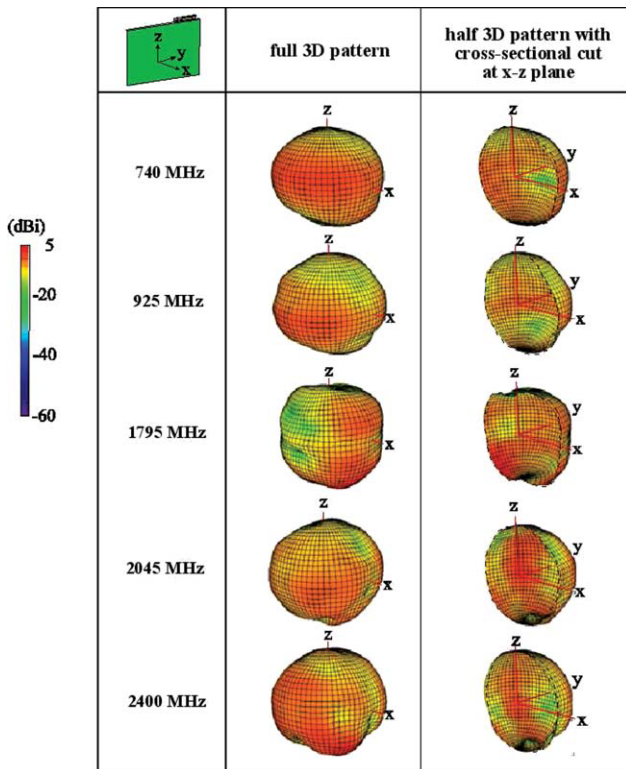 z
y
x
full 3D pattern
half 3D pattern with
cross-sectional cut
at x-z plane
(dBi)
5
-20
-40
-60
740 MHz
z
x
z
y
x
925 MHz
z
x
z
y
x
1795 MHz
z
x
z
y
x
2045 MHz
z
x
z
y
x
2400 MHz
z
x
z
y
x